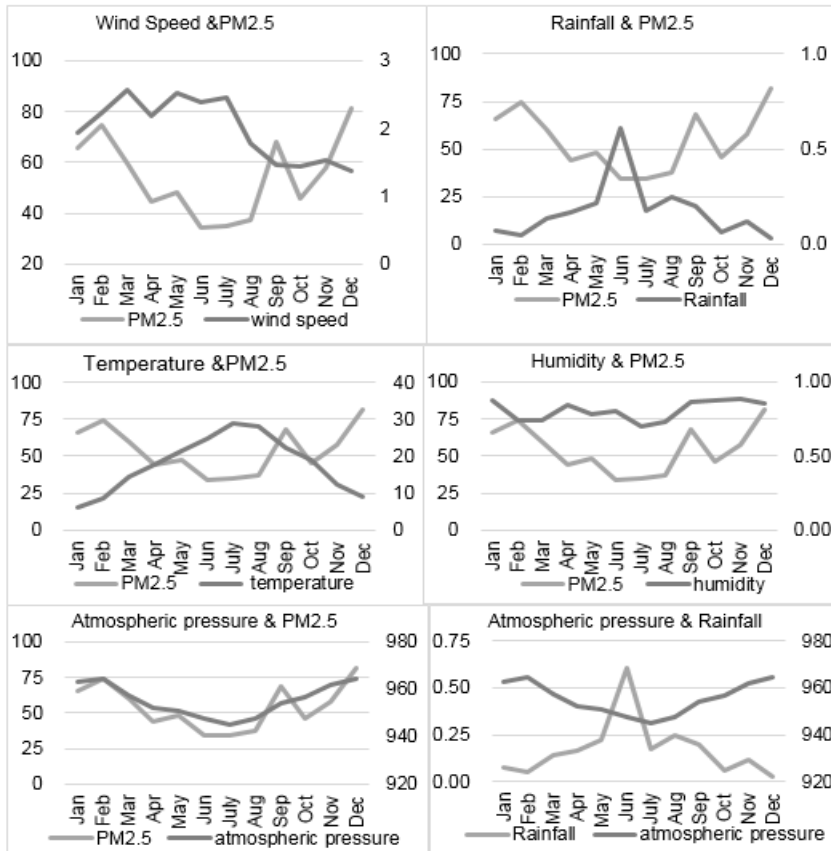 Wind Speed &PM2.5
100
80
60
40
20
3
2
1
0
Jan
Feb
Mar
Apr
May
Jun
July
Aug
Sep
Oct
Nov
Dec
PM2.5
wind speed
Rainfall & PM2.5
100
75
50
25
0
1.0
0.5
0.0
Jan
Feb
Mar
Apr
May
Jun
July
Aug
Sep
Oct
Nov
Dec
PM2.5
Rainfall
Temperature &PM2.5
100
75
50
25
0
40
30
20
10
0
Jan
Feb
Mar
Apr
May
Jun
July
Aug
Sep
Oct
Nov
Dec
PM2.5
temperature
Humidity & PM2.5
100
75
50
25
0
1.00
0.50
0.00
Jan
Feb
Mar
Apr
May
Jun
July
Aug
Sep
Oct
Nov
Dec
PM2.5
humidity
Atmospheric pressure & PM2.5
100
75
50
25
0
980
960
940
920
Jan
Feb
Mar
Apr
May
Jun
July
Aug
Sep
Oct
Nov
Dec
PM2.5
atmospheric pressure
Atmospheric pressure & Rainfall
0.75
0.50
0.25
0.00
980
960
940
920
Jan
Feb
Mar
Apr
May
Jun
July
Aug
Sep
Oct
Nov
Dec
Rainfall
atmospheric pressure